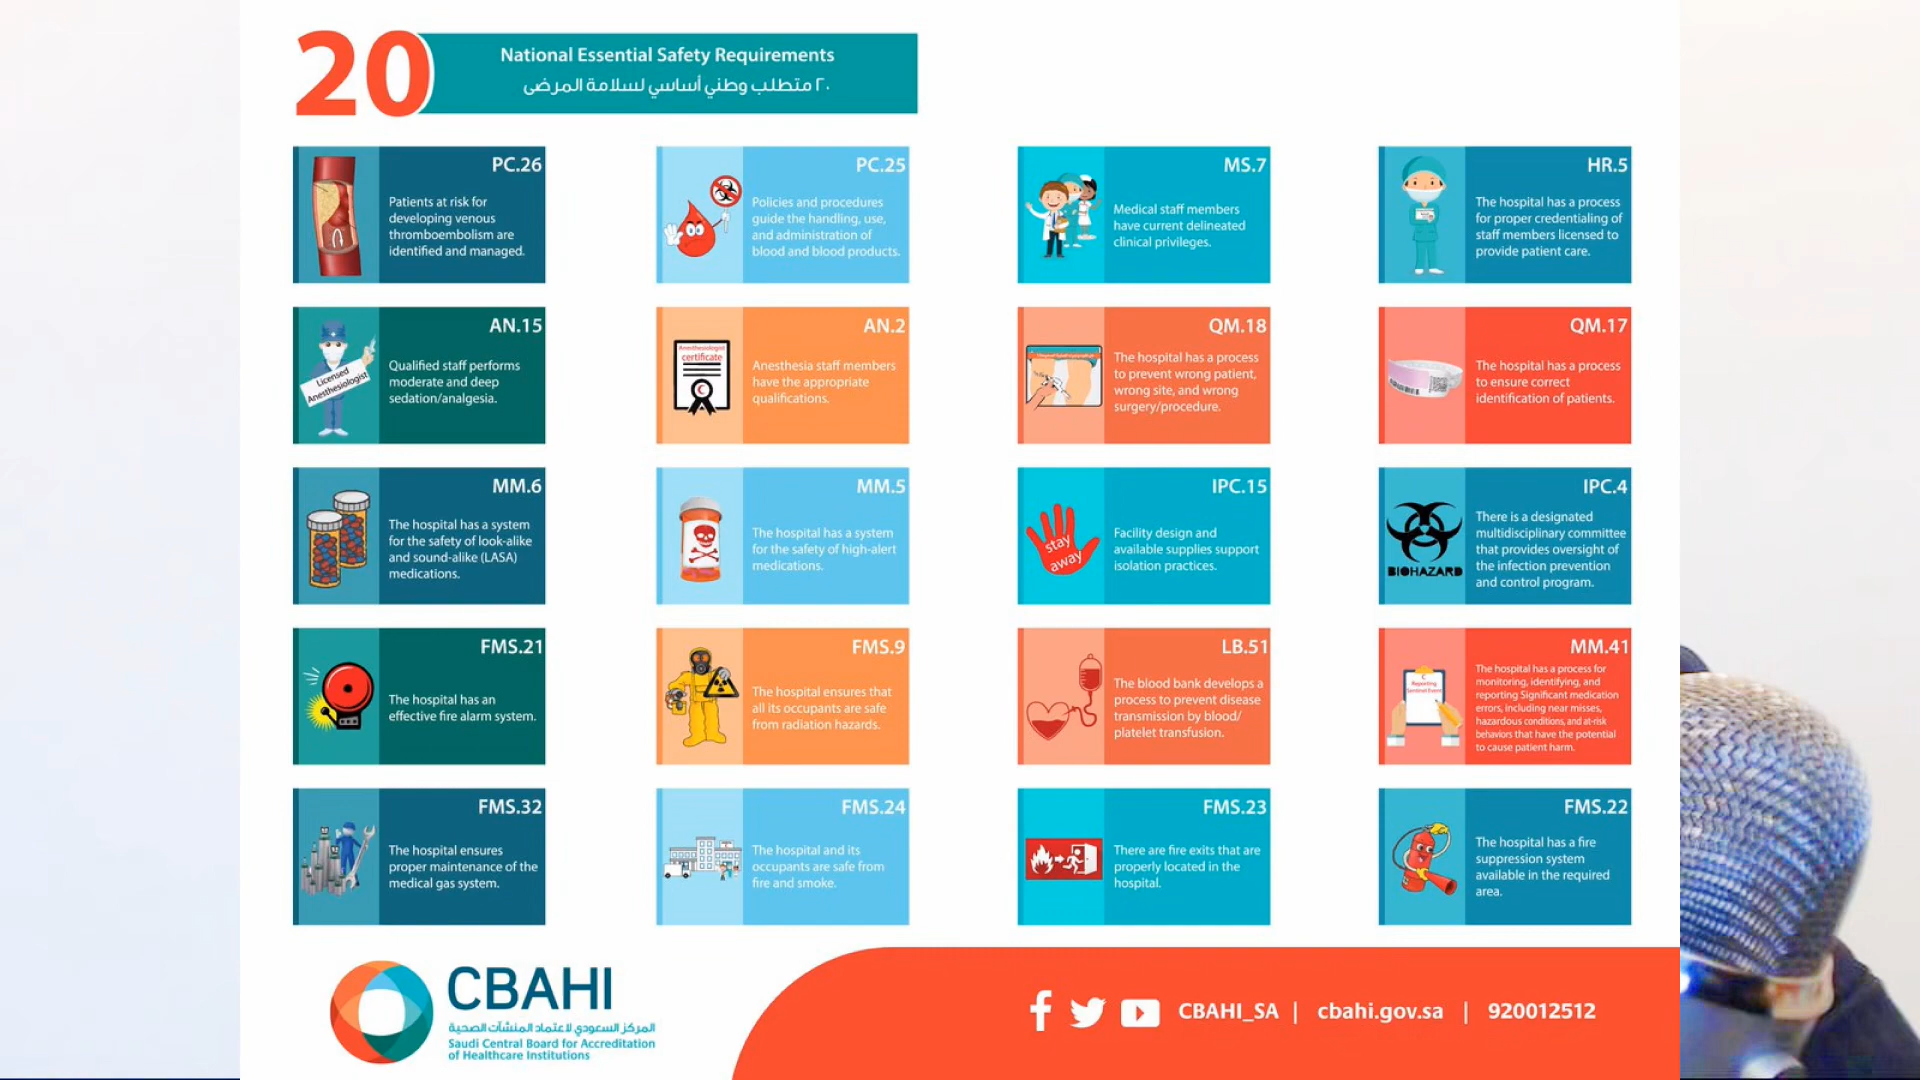 20
National Essential Safety Requirements
٢٠ متطلب وطني أساسي لسلامة المرضى
PC.26
Patients at risk for
developing venous
thromboembolism are
identified and managed.
PC.25
Policies and procedures
guide the handling, use,
and administration of
blood and blood products.
MS.7
Medical staff members
have current delineated
clinical privileges.
HR.5
The hospital has a process
for proper credentialing of
staff members licensed to
provide patient care.
AN.15
Licensed
Anesthesiologist
Qualified staff performs
moderate and deep
sedation/analgesia.
AN.2
Anesthesiologist
certificate
Anesthesia staff members
have the appropriate
qualifications.
QM.18
The hospital has a process
to prevent wrong patient,
wrong site, and wrong
surgery/procedure.
QM.17
The hospital has a process
to ensure correct
identification of patients.
MM.6
The hospital has a system
for the safety of look-alike
and sound-alike (LASA)
medications.
MM.5
The hospital has a system
for the safety of high-alert
medications.
IPC.15
stay
away
Facility design and
available supplies support
isolation practices.
IPC.4
BIOHAZARD
There is a designated
multidisciplinary committee
that provides oversight of
the infection prevention
and control program.
FMS.21
The hospital has an
effective fire alarm system.
FMS.9
The hospital ensures that
all its occupants are safe
from radiation hazards.
LB.51
The blood bank develops a
process to prevent disease
transmission by blood/
platelet transfusion.
MM.41
Reporting
Sentinel Event
The hospital has a process for
monitoring, identifying, and
reporting Significant medication
errors, including near misses,
hazardous conditions, and at-risk
behaviors that have the potential
to cause patient harm.
FMS.32
The hospital ensures
proper maintenance of the
medical gas system.
FMS.24
The hospital and its
occupants are safe from
fire and smoke.
FMS.23
There are fire exits that are
properly located in the
hospital.
FMS.22
The hospital has a fire
suppression system
available in the required
area.
CBAHI
المركز السعودي لاعتماد المنشآت الصحية
Saudi Central Board for Accreditation
of Healthcare Institutions
CBAHI_SA | cbahi.gov.sa | 920012512